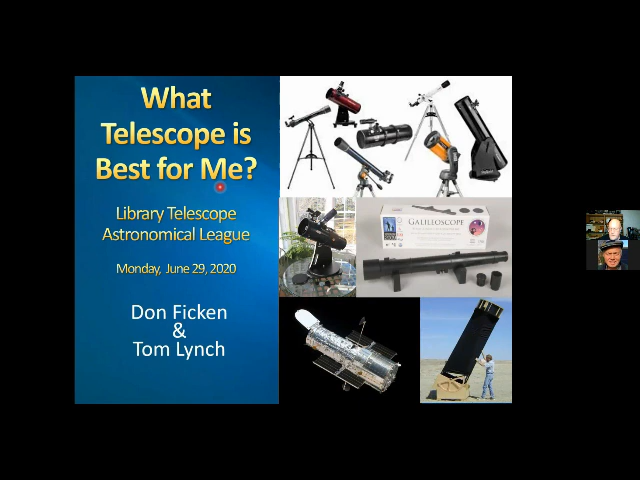 What
Telescope is
Best for Me?
Library Telescope
Astronomical League
Monday, June 29, 2020
Don Ficken
&
Tom Lynch
GALILEOSCOPE